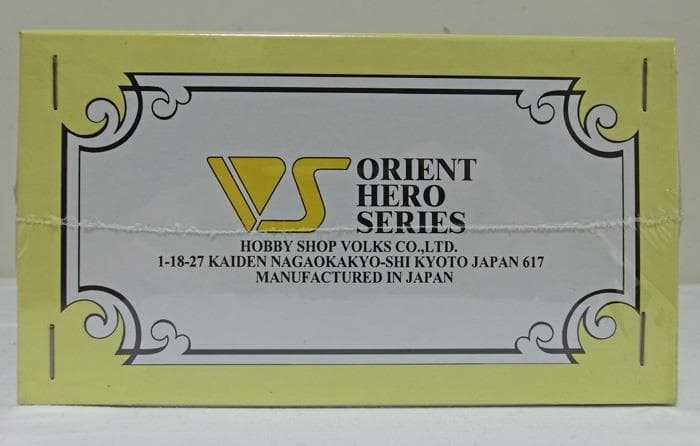 VS
ORIENT
HERO
SERIES
HOBBY SHOP VOLKS CO.,LTD.
1-18-27 KAIDEN NAGAOKAKYO-SHI KYOTO JAPAN 617
MANUFACTURED IN JAPAN